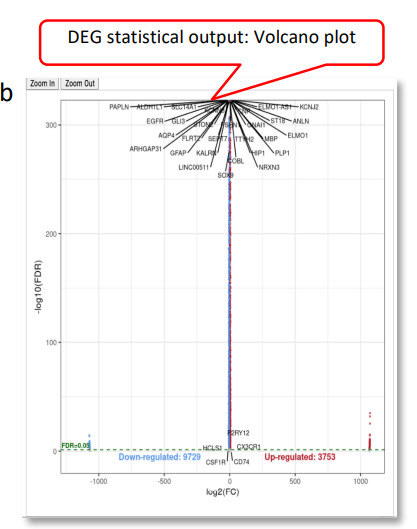 DEG statistical output: Volcano plot
b
Zoom In Zoom Out
PAPLN ALDH1L1 SLC14A1 ELMO1-AS1 KCNJ2
EGFR GLI3 ST18 ANLN
AQP4 FLRT2 SEPT7 TTYH2 MBP ELMO1
ARHGAP31 GFAP KALRN HIP1 PLP1
COBL
LINC00511 NRXN3
SOX9
300
200
100
0
-log10(FDR)
FDR=0.05
P2RY12
HCLS1 CX3CR1
Down-regulated: 9729 Up-regulated: 3753
CSF1R CD74
-1000 -500 0 500 1000
log2(FC)